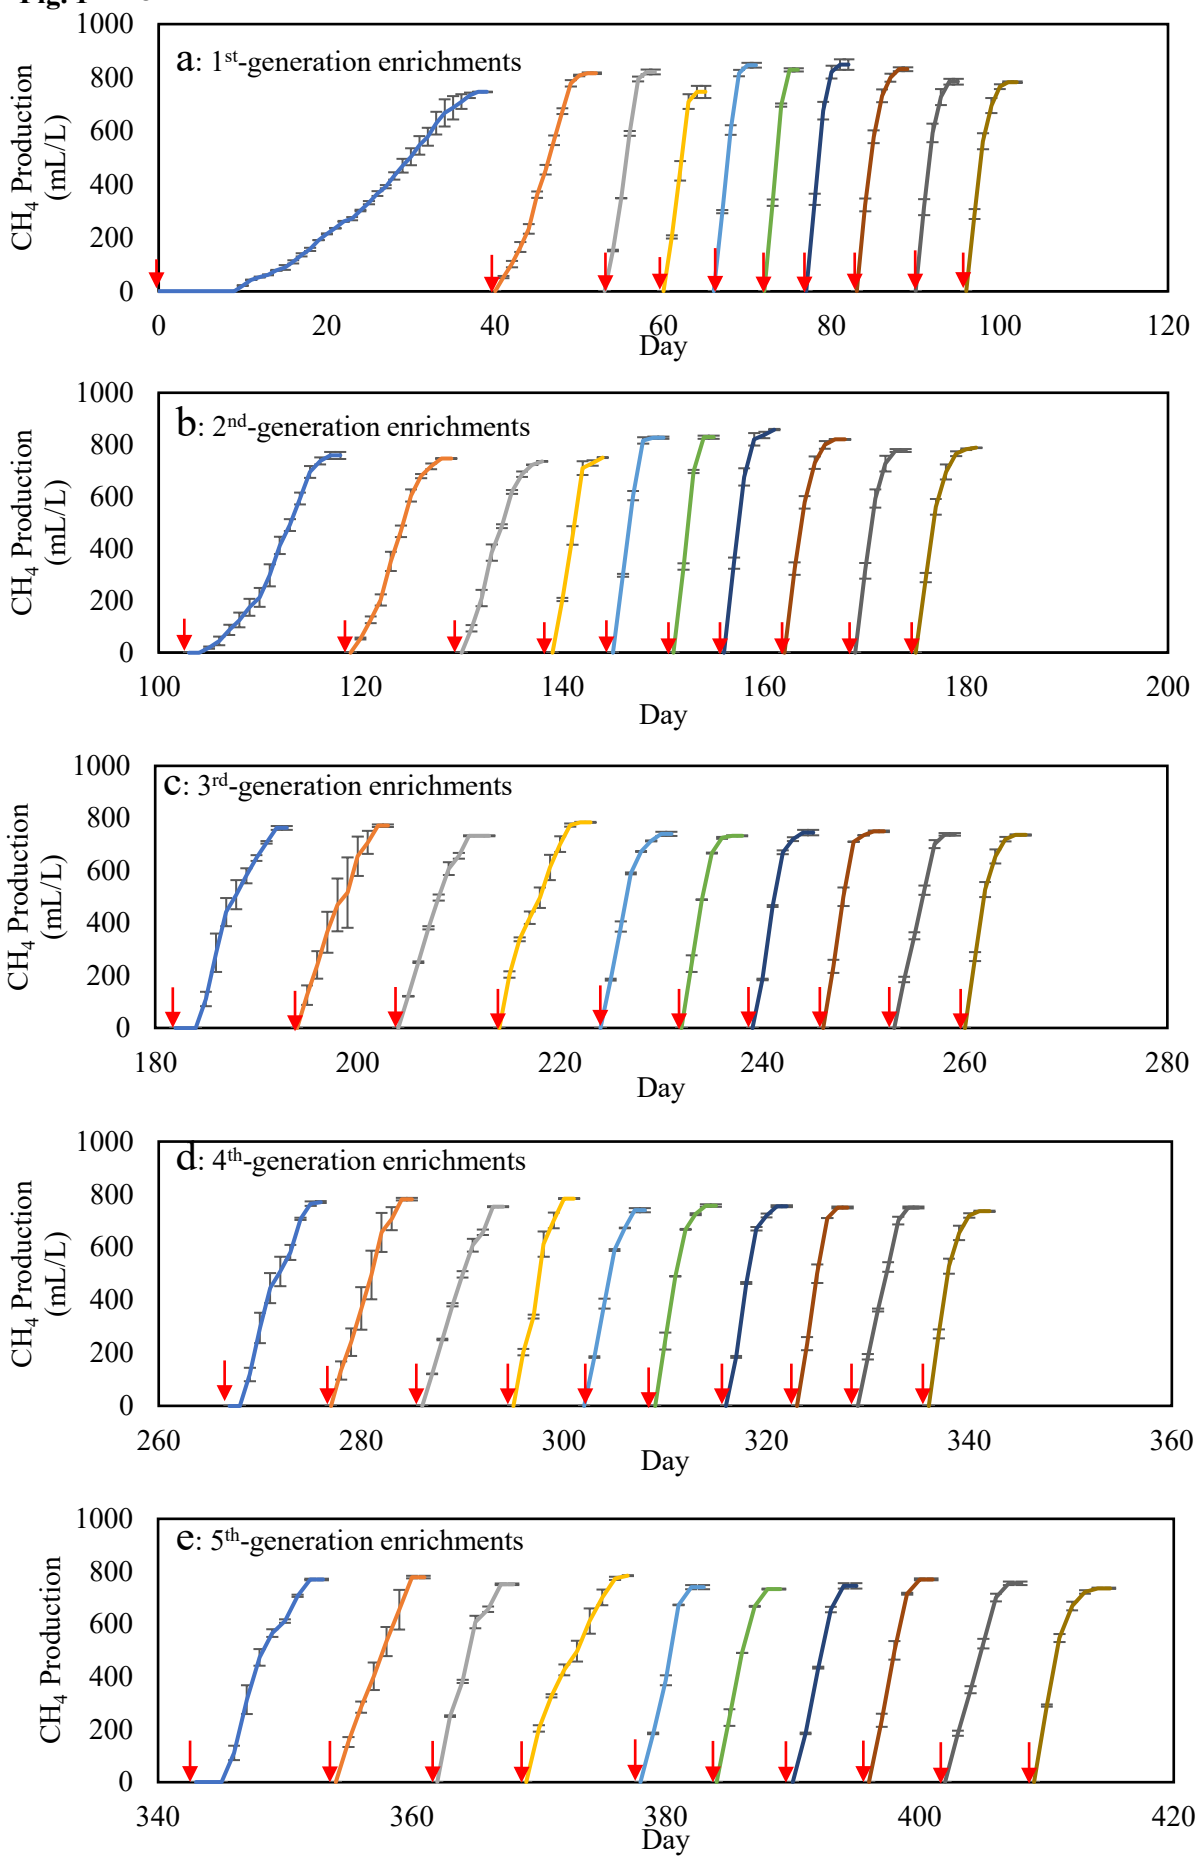 Fig. 1
1000
800
600
400
200
0
CH₄ Production
(mL/L)
a: 1ˢᵗ-generation enrichments
0 20 40 60 80 100 120
Day
1000
800
600
400
200
0
CH₄ Production
(mL/L)
b: 2ⁿᵈ-generation enrichments
100 120 140 160 180 200
Day
1000
800
600
400
200
0
CH₄ Production
(mL/L)
c: 3ʳᵈ-generation enrichments
180 200 220 240 260 280
Day
1000
800
600
400
200
0
CH₄ Production
(mL/L)
d: 4ᵗʰ-generation enrichments
260 280 300 320 340 360
Day
1000
800
600
400
200
0
CH₄ Production
e: 5ᵗʰ-generation enrichments
340 360 380 400 420
Day